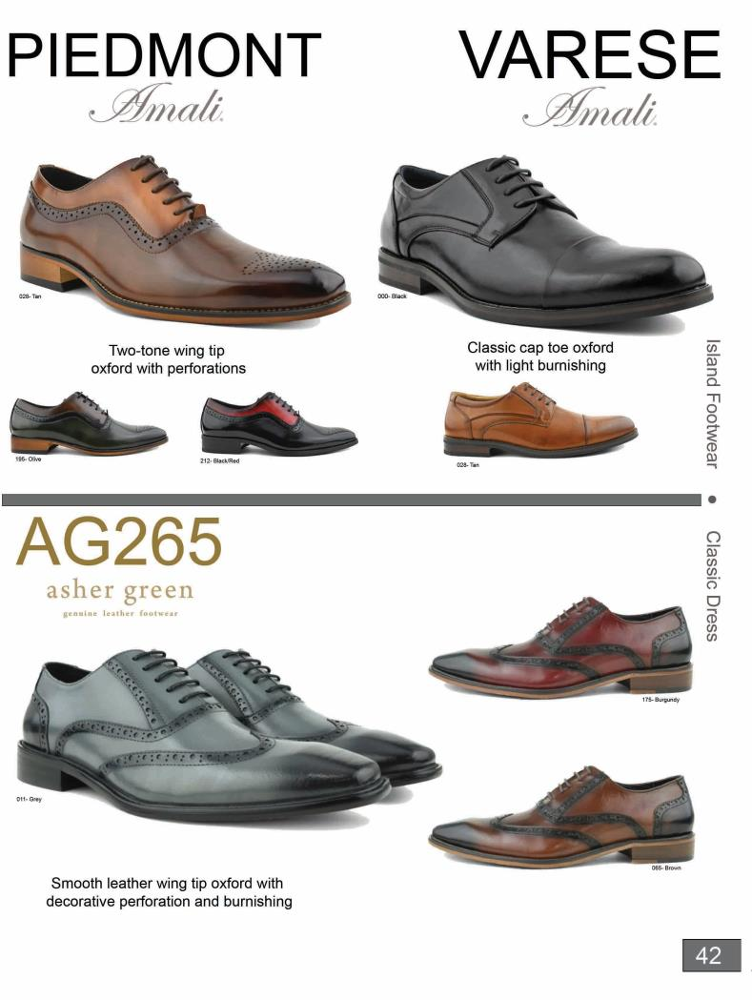 PIEDMONT
Amali.
028- Tan
Two-tone wing tip
oxford with perforations
195- Olive
212- Black/Red
VARESE
Amali.
000- Black
Classic cap toe oxford
with light burnishing
028- Tan
Island Footwear
•
Classic Dress
AG265
asher green
genuine leather footwear
011- Grey
Smooth leather wing tip oxford with
decorative perforation and burnishing
175- Burgundy
065- Brown
42